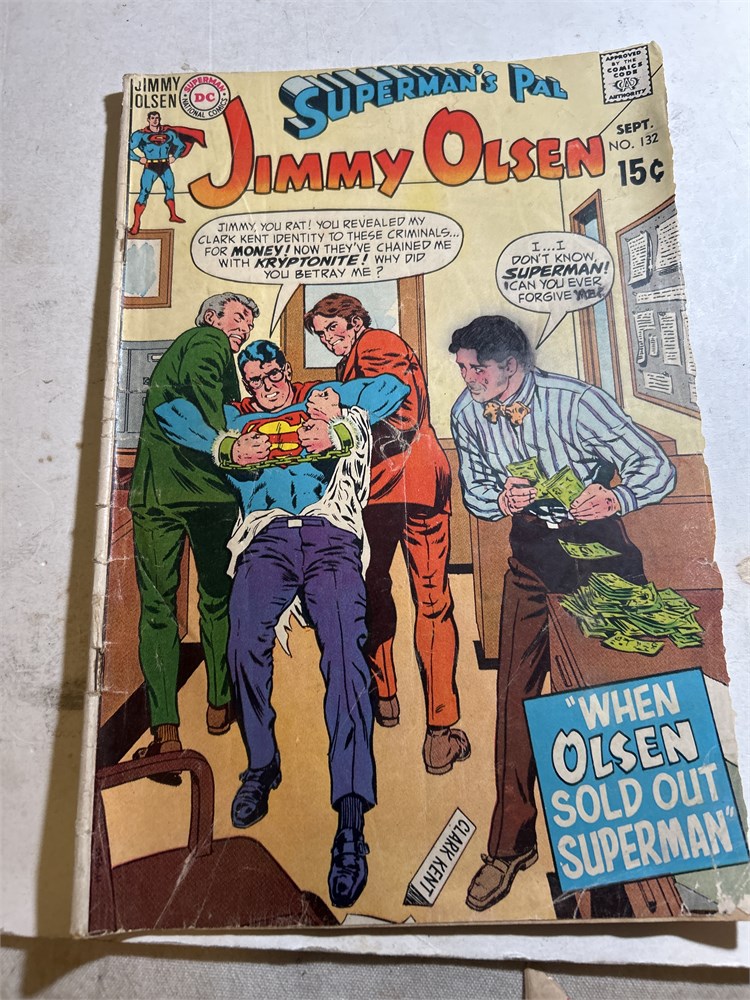 JIMMY
OLSEN
SUPERMAN
DC
NATIONAL COMICS
SUPERMAN'S PAL
JIMMY OLSEN
APPROVED
BY THE
COMICS
CODE
CA
AUTHORITY
SEPT.
NO. 132
15¢
JIMMY, YOU RAT! YOU REVEALED MY
CLARK KENT IDENTITY TO THESE CRIMINALS...
FOR MONEY! NOW THEY'VE CHAINED ME
WITH KRYPTONITE! WHY DID
YOU BETRAY ME?
I...I
DON'T KNOW,
SUPERMAN!
CAN YOU EVER
FORGIVE ME?
S
CLARK KENT
"WHEN
OLSEN
SOLD OUT
SUPERMAN"